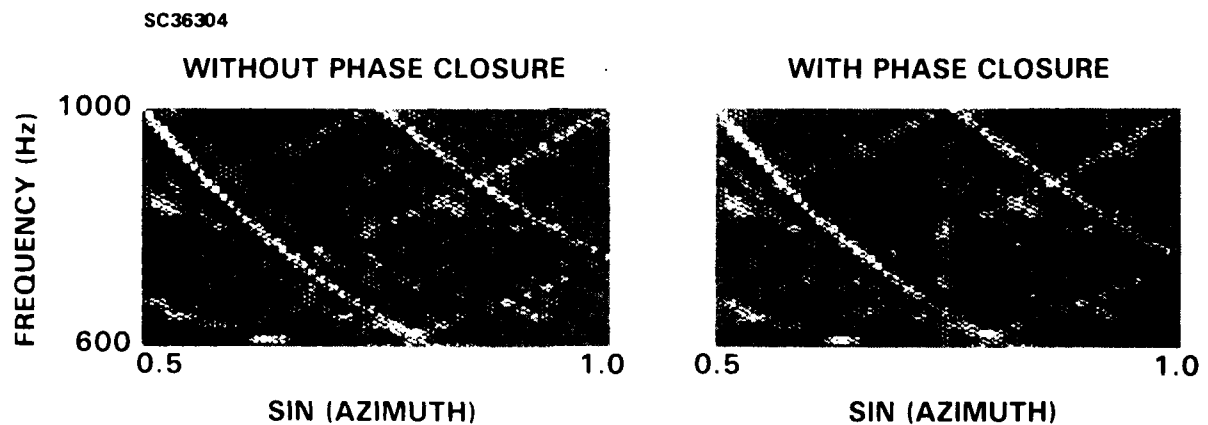 SC36304
WITHOUT PHASE CLOSURE
WITH PHASE CLOSURE
FREQUENCY (Hz)
1000
600
0.5
1.0
0.5
1.0
SIN (AZIMUTH)
SIN (AZIMUTH)